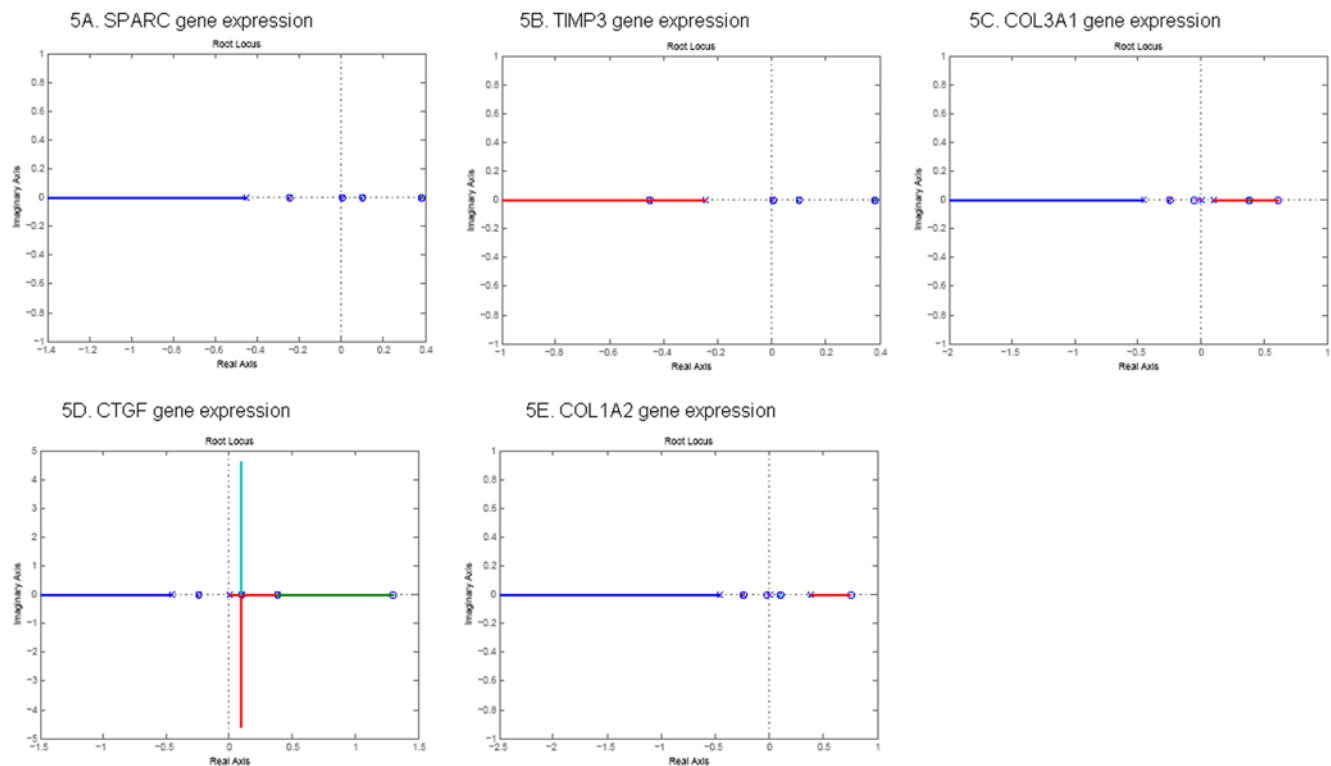 5A. SPARC gene expression
Root Locus
1
0.8
0.6
0.4
0.2
0
−0.2
−0.4
−0.6
−0.8
−1
Imaginary Axis
−1.4 −1.2 −1 −0.8 −0.6 −0.4 −0.2 0 0.2 0.4
Real Axis
5B. TIMP3 gene expression
Root Locus
1
0.8
0.6
0.4
0.2
0
−0.2
−0.4
−0.6
−0.8
−1
Imaginary Axis
−1 −0.8 −0.6 −0.4 −0.2 0 0.2 0.4
Real Axis
5C. COL3A1 gene expression
Root Locus
1
0.8
0.6
0.4
0.2
0
−0.2
−0.4
−0.6
−0.8
−1
Imaginary Axis
−2 −1.5 −1 −0.5 0 0.5 1
Real Axis
5D. CTGF gene expression
Root Locus
5
4
3
2
1
0
−1
−2
−3
−4
−5
Imaginary Axis
−1.5 −1 −0.5 0 0.5 1 1.5
Real Axis
5E. COL1A2 gene expression
Root Locus
1
0.8
0.6
0.4
0.2
0
−0.2
−0.4
−0.6
−0.8
−1
Imaginary Axis
−2.5 −2 −1.5 −1 −0.5 0 0.5 1
Real Axis